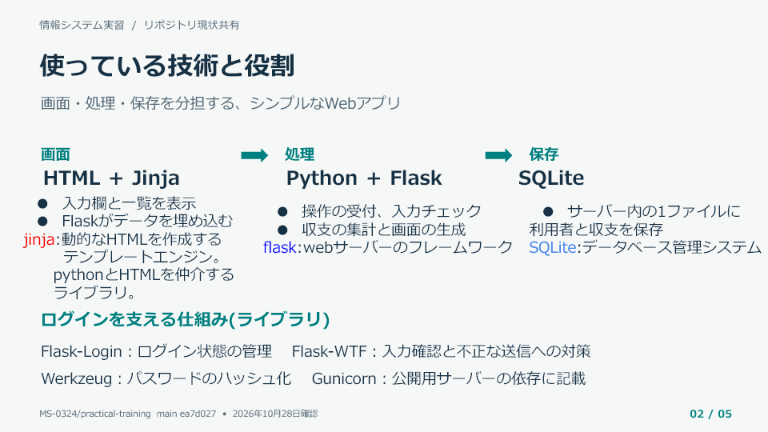 情報システム実習 / リポジトリ現状共有
使っている技術と役割
画面・処理・保存を分担する、シンプルなWebアプリ
画面
HTML + Jinja
● 入力欄と一覧を表示
● Flaskがデータを埋め込む
jinja:動的なHTMLを作成する
テンプレートエンジン。
pythonとHTMLを仲介する
ライブラリ。
処理
Python + Flask
● 操作の受付、入力チェック
● 収支の集計と画面の生成
flask:webサーバーのフレームワーク
保存
SQLite
● サーバー内の1ファイルに
利用者と収支を保存
SQLite:データベース管理システム
ログインを支える仕組み(ライブラリ)
Flask-Login：ログイン状態の管理 Flask-WTF：入力確認と不正な送信への対策
Werkzeug：パスワードのハッシュ化 Gunicorn：公開用サーバーの依存に記載
MS-0324/practical-training main ea7d027 • 2026年10月28日確認
02 / 05